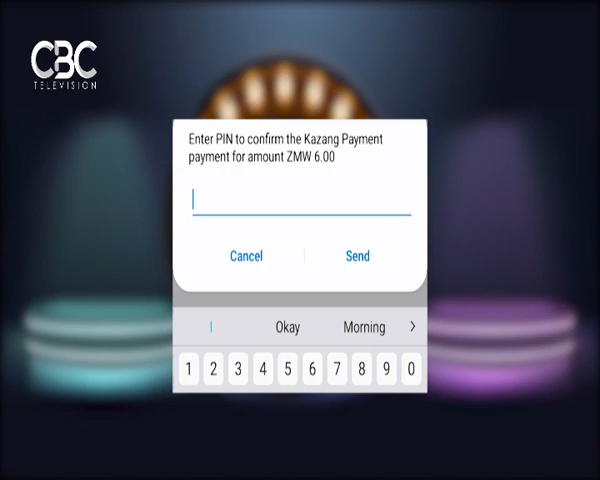 CBC
TELEVISION
Enter PIN to confirm the Kazang Payment
payment for amount ZMW 6.00
Cancel Send
I Okay Morning >
1 2 3 4 5 6 7 8 9 0